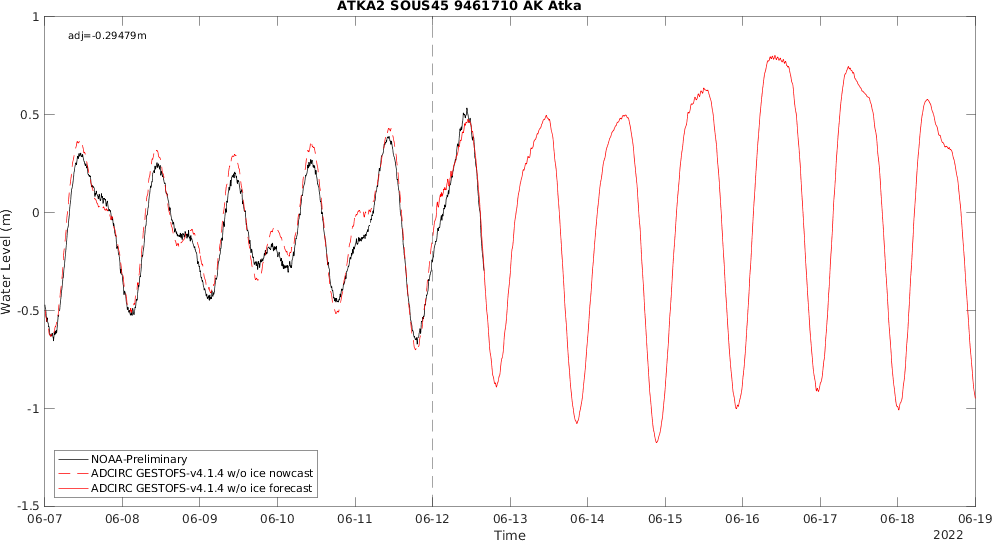 ATKA2 SOUS45 9461710 AK Atka
adj=-0.29479m
1
0.5
0
-0.5
-1
-1.5
Water Level (m)
NOAA-Preliminary
ADCIRC GESTOFS-v4.1.4 w/o ice nowcast
ADCIRC GESTOFS-v4.1.4 w/o ice forecast
06-07 06-08 06-09 06-10 06-11 06-12 06-13 06-14 06-15 06-16 06-17 06-18 06-19
Time
2022